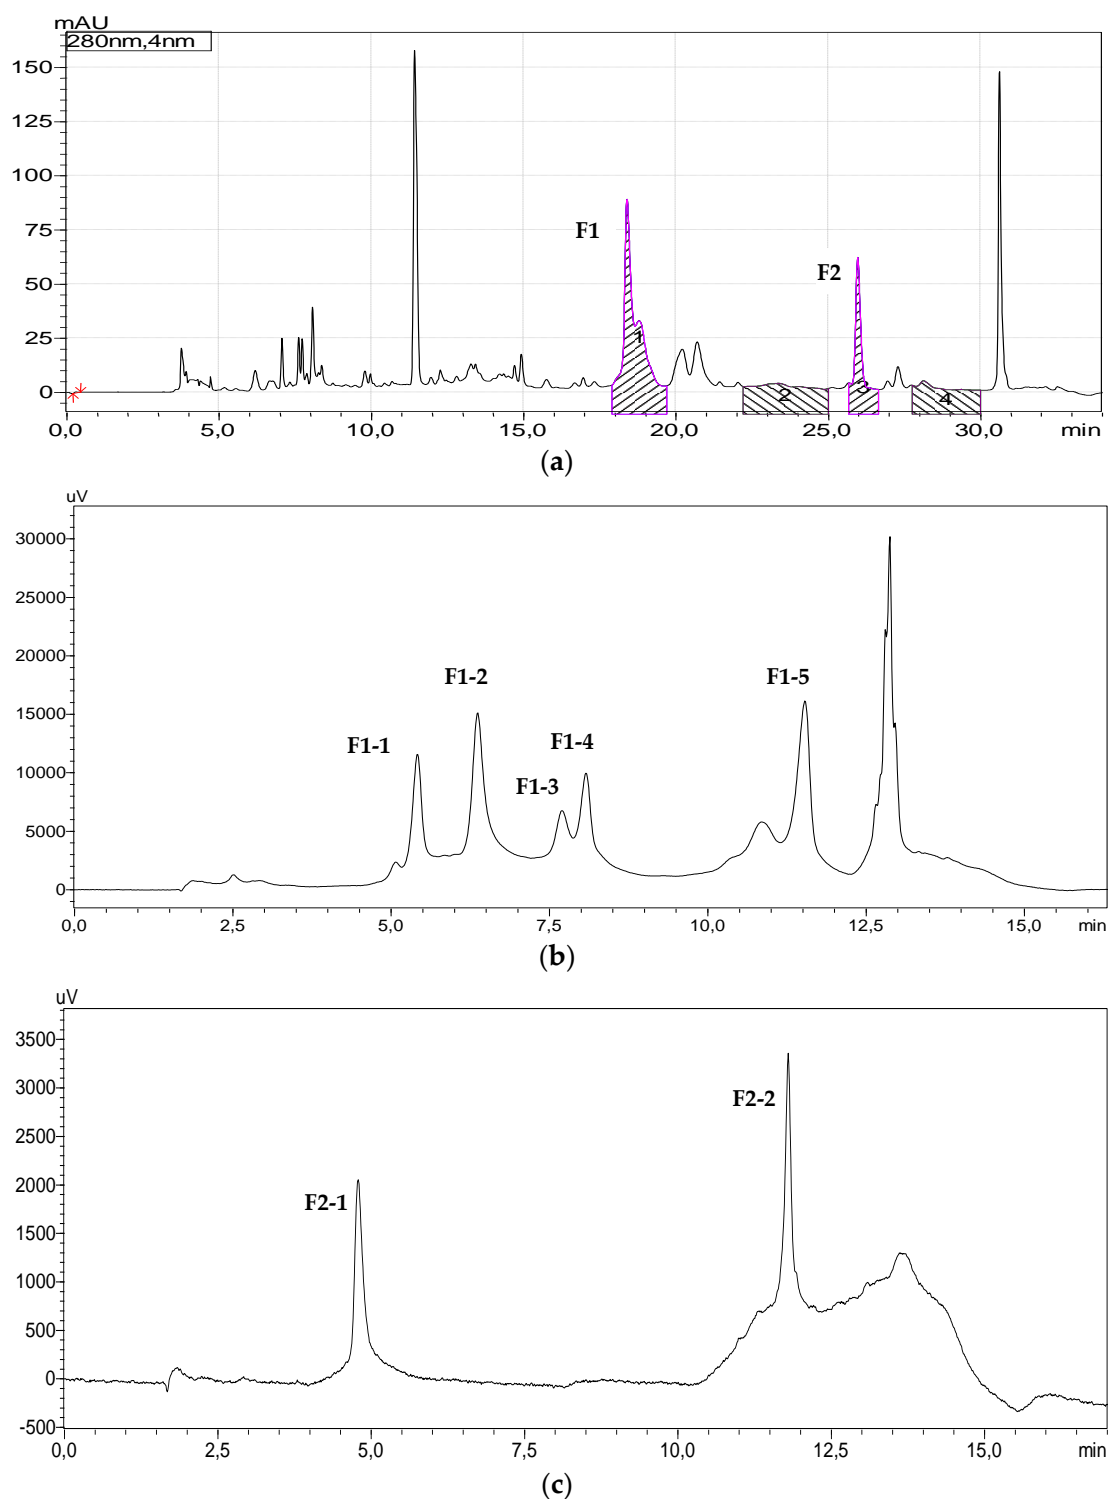 mAU
280nm,4nm
150
125
100
75
50
25
0
F1
F2
1
2
3
4
0,0 5,0 10,0 15,0 20,0 25,0 30,0 min
(a)
uV
30000
25000
20000
15000
10000
5000
0
F1-1
F1-2
F1-3
F1-4
F1-5
0,0 2,5 5,0 7,5 10,0 12,5 15,0 min
(b)
uV
3500
3000
2500
2000
1500
1000
500
0
-500
F2-1
F2-2
0,0 2,5 5,0 7,5 10,0 12,5 15,0 min
(c)